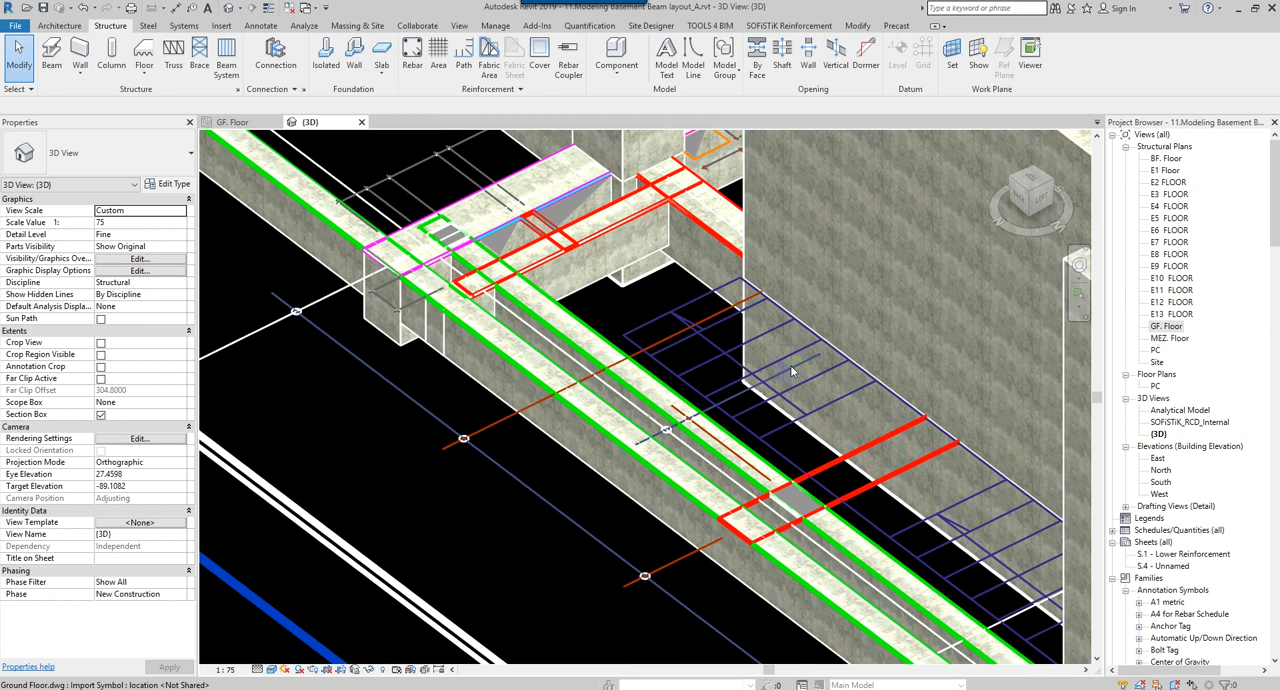 Autodesk Revit 2019 - 11.Modeling Basement Beam layout_A.rvt - 3D View: {3D}
Type a keyword or phrase
Sign In
File Architecture Structure Steel Systems Insert Annotate Analyze Massing & Site Collaborate View Manage Add-Ins Quantification Site Designer TOOLS 4 BIM SOFiSTiK Reinforcement Modify Precast
Modify Beam Wall Column Floor Truss Brace Beam System Connection Isolated Wall Slab Rebar Area Path Fabric Area Fabric Sheet Cover Rebar Coupler Component Model Text Model Line Model Group By Face Shaft Wall Vertical Dormer Level Grid Set Show Ref Plane Viewer
Select Structure Connection Foundation Reinforcement Model Opening Datum Work Plane
Properties
3D View
3D View: {3D}
Edit Type
Graphics
View Scale Custom
Scale Value 1: 75
Detail Level Fine
Parts Visibility Show Original
Visibility/Graphics Ove... Edit...
Graphic Display Options Edit...
Discipline Structural
Show Hidden Lines By Discipline
Default Analysis Displa... None
Sun Path
Extents
Crop View
Crop Region Visible
Annotation Crop
Far Clip Active
Far Clip Offset 304.8000
Scope Box None
Section Box
Camera
Rendering Settings Edit...
Locked Orientation
Projection Mode Orthographic
Eye Elevation 27.4598
Target Elevation -89.1082
Camera Position Adjusting
Identity Data
View Template <None>
View Name {3D}
Dependency Independent
Title on Sheet
Phasing
Phase Filter Show All
Phase New Construction
Properties help
Apply
GF. Floor
{3D}
BACK LEFT
1 : 75
Project Browser - 11.Modeling Basement B...
Views (all)
Structural Plans
BF. Floor
E1 Floor
E2 FLOOR
E3 FLOOR
E4 FLOOR
E5 FLOOR
E6 FLOOR
E7 FLOOR
E8 FLOOR
E9 FLOOR
E10 FLOOR
E11 FLOOR
E12 FLOOR
E13 FLOOR
GF. Floor
MEZ. Floor
PC
Site
Floor Plans
PC
3D Views
Analytical Model
SOFiSTiK_RCD_Internal
{3D}
Elevations (Building Elevation)
East
North
South
West
Drafting Views (Detail)
Legends
Schedules/Quantities (all)
Sheets (all)
S.1 - Lower Reinforcement
S.4 - Unnamed
Families
Annotation Symbols
A1 metric
A4 for Rebar Schedule
Anchor Tag
Automatic Up/Down Direction
Bolt Tag
Center of Gravity
Ground Floor.dwg : Import Symbol : location <Not Shared>
:0
Main Model
:0